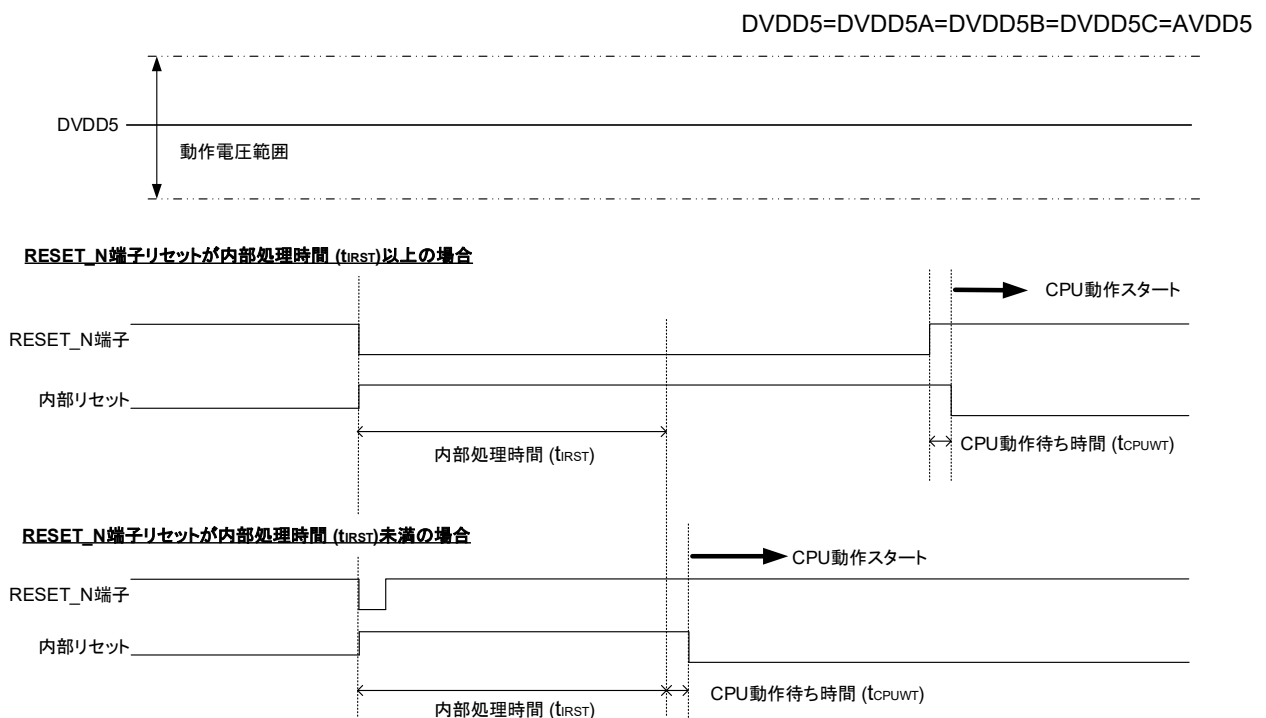 DVDD5=DVDD5A=DVDD5B=DVDD5C=AVDD5
DVDD5
動作電圧範囲
RESET_N端子リセットが内部処理時間 (tIRST)以上の場合
CPU動作スタート
RESET_N端子
内部リセット
内部処理時間 (tIRST)
CPU動作待ち時間 (tCPUWT)
RESET_N端子リセットが内部処理時間 (tIRST)未満の場合
CPU動作スタート
RESET_N端子
内部リセット
内部処理時間 (tIRST)
CPU動作待ち時間 (tCPUWT)